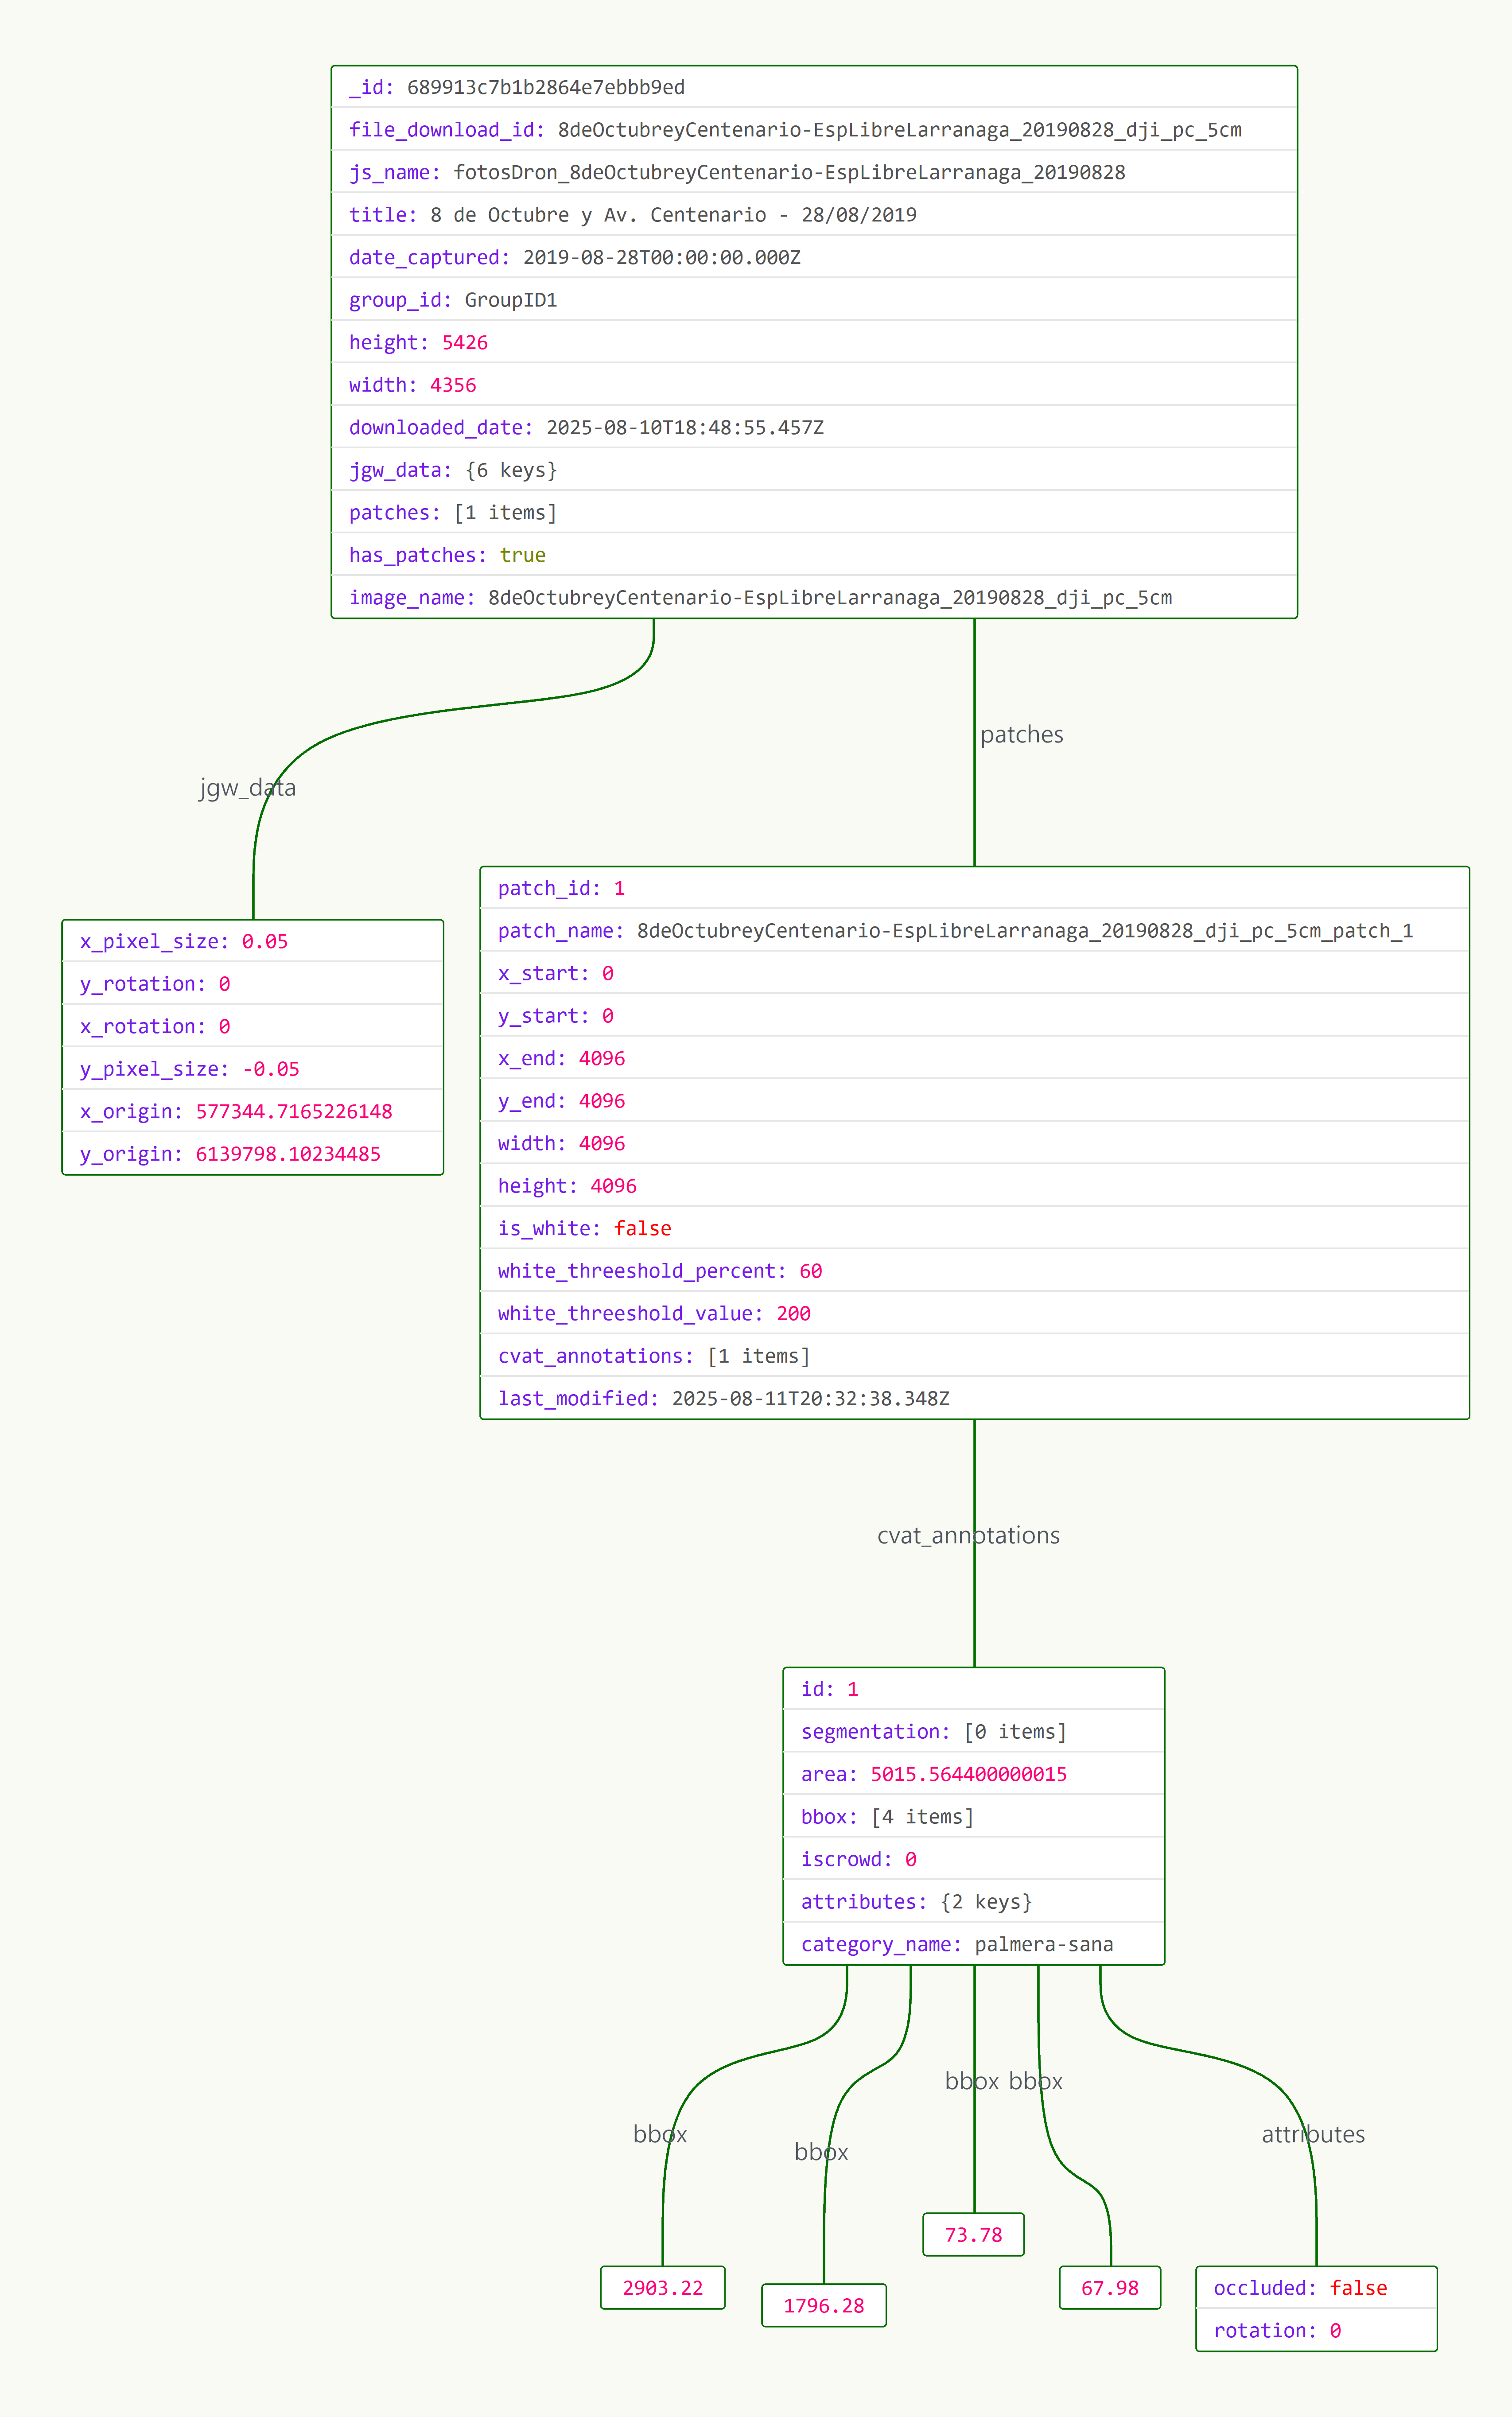 _id: 689913c7b1b2864e7ebbb9ed
file_download_id: 8deOctubreyCentenario-EspLibreLarranaga_20190828_dji_pc_5cm
js_name: fotosDron_8deOctubreyCentenario-EspLibreLarranaga_20190828
title: 8 de Octubre y Av. Centenario - 28/08/2019
date_captured: 2019-08-28T00:00:00.000Z
group_id: GroupID1
height: 5426
width: 4356
downloaded_date: 2025-08-10T18:48:55.457Z
jgw_data: {6 keys}
patches: [1 items]
has_patches: true
image_name: 8deOctubreyCentenario-EspLibreLarranaga_20190828_dji_pc_5cm
jgw_data
patches
x_pixel_size: 0.05
y_rotation: 0
x_rotation: 0
y_pixel_size: -0.05
x_origin: 577344.7165226148
y_origin: 6139798.10234485
patch_id: 1
patch_name: 8deOctubreyCentenario-EspLibreLarranaga_20190828_dji_pc_5cm_patch_1
x_start: 0
y_start: 0
x_end: 4096
y_end: 4096
width: 4096
height: 4096
is_white: false
white_threeshold_percent: 60
white_threeshold_value: 200
cvat_annotations: [1 items]
last_modified: 2025-08-11T20:32:38.348Z
cvat_annotations
id: 1
segmentation: [0 items]
area: 5015.564400000015
bbox: [4 items]
iscrowd: 0
attributes: {2 keys}
category_name: palmera-sana
bbox
bbox
bbox
bbox
attributes
2903.22
1796.28
73.78
67.98
occluded: false
rotation: 0